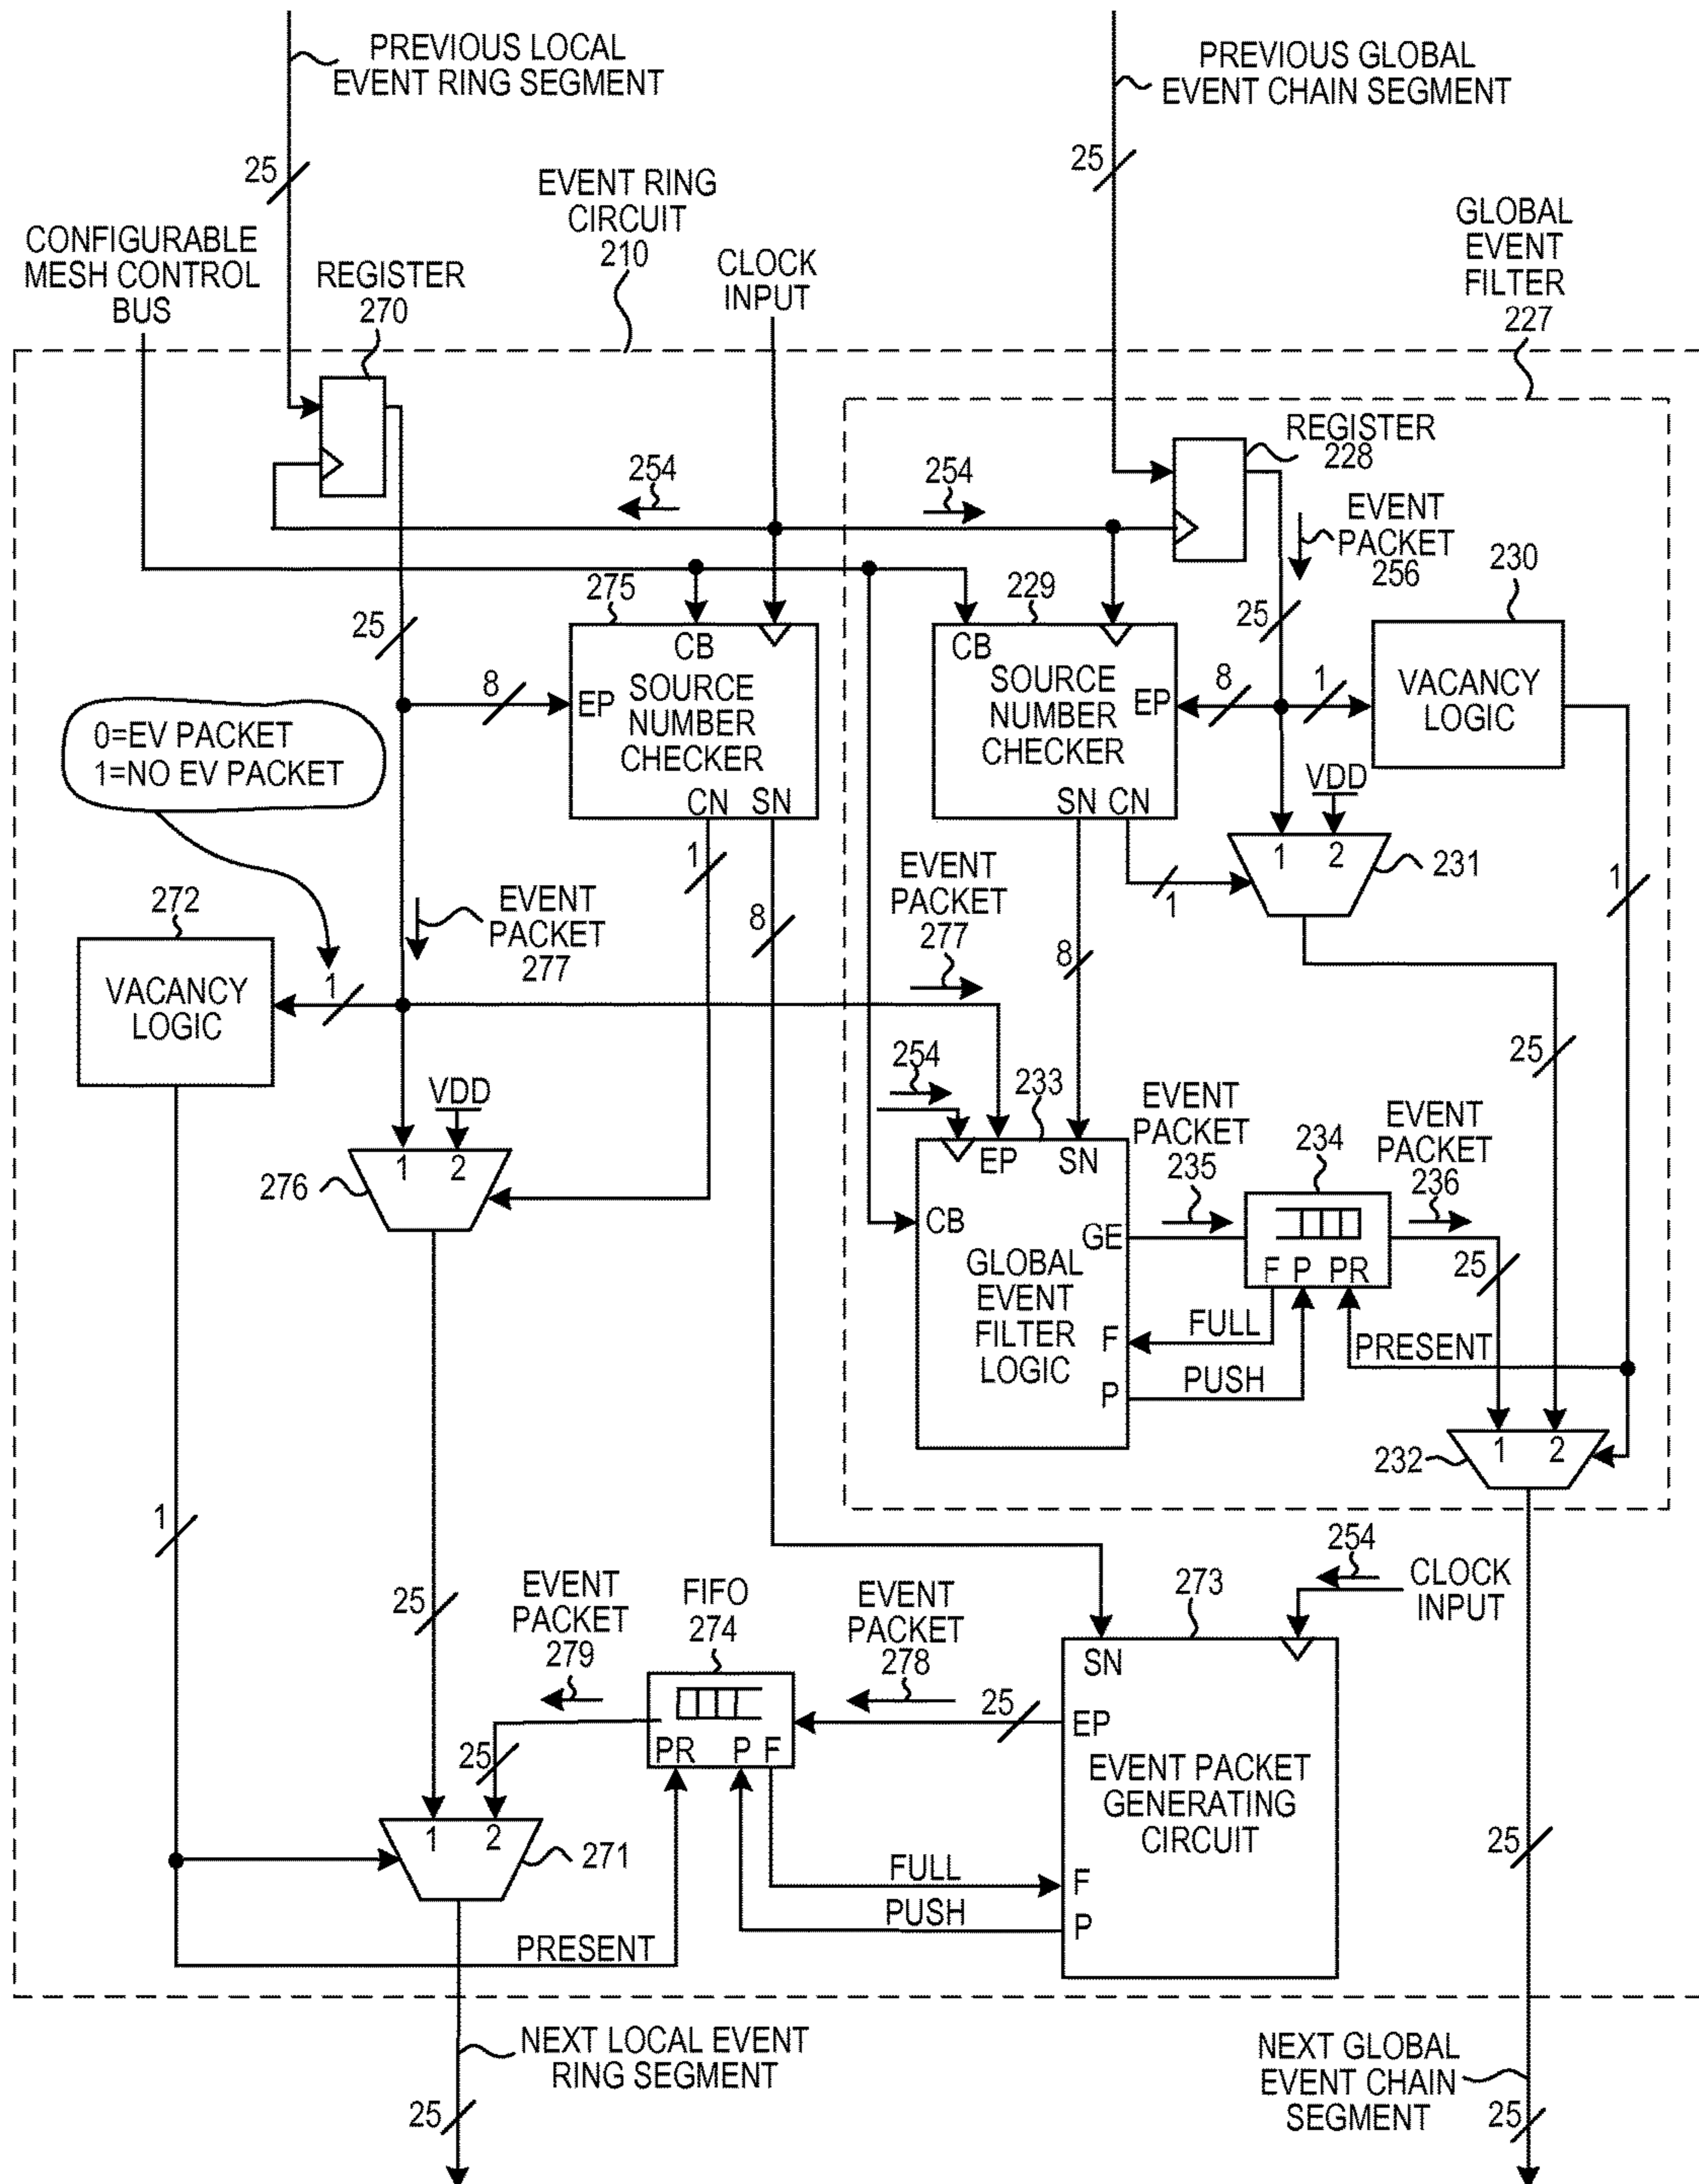 PREVIOUS LOCAL
EVENT RING SEGMENT
PREVIOUS GLOBAL
EVENT CHAIN SEGMENT
25
25
EVENT RING
CIRCUIT
210
CONFIGURABLE
MESH CONTROL
BUS
REGISTER
270
CLOCK
INPUT
GLOBAL
EVENT
FILTER
227
REGISTER
228
254
254
EVENT
PACKET
256
230
275
229
25
25
CB
SOURCE
NUMBER
CHECKER
EP
CN
SN
8
CB
SOURCE
NUMBER
CHECKER
EP
SN
CN
8
1
VACANCY
LOGIC
0=EV PACKET
1=NO EV PACKET
VDD
1
2
231
1
1
1
8
8
EVENT
PACKET
277
EVENT
PACKET
277
272
VACANCY
LOGIC
1
25
254
233
VDD
1
2
276
EP
SN
CB
GE
GLOBAL
EVENT
FILTER
LOGIC
F
P
EVENT
PACKET
235
234
EVENT
PACKET
236
F
P
PR
25
FULL
PUSH
PRESENT
1
2
232
1
25
EVENT
PACKET
279
FIFO
274
EVENT
PACKET
278
273
254
CLOCK
INPUT
SN
EP
EVENT PACKET
GENERATING
CIRCUIT
F
P
25
PR
P
F
25
1
2
271
FULL
PUSH
PRESENT
25
NEXT LOCAL EVENT
RING SEGMENT
25
NEXT GLOBAL
EVENT CHAIN
SEGMENT
25